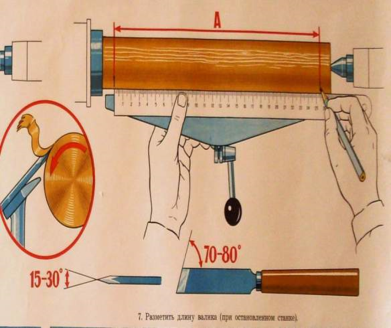 A
70-80°
15-30°
7. Разметить длину валика (при остановленном станке).